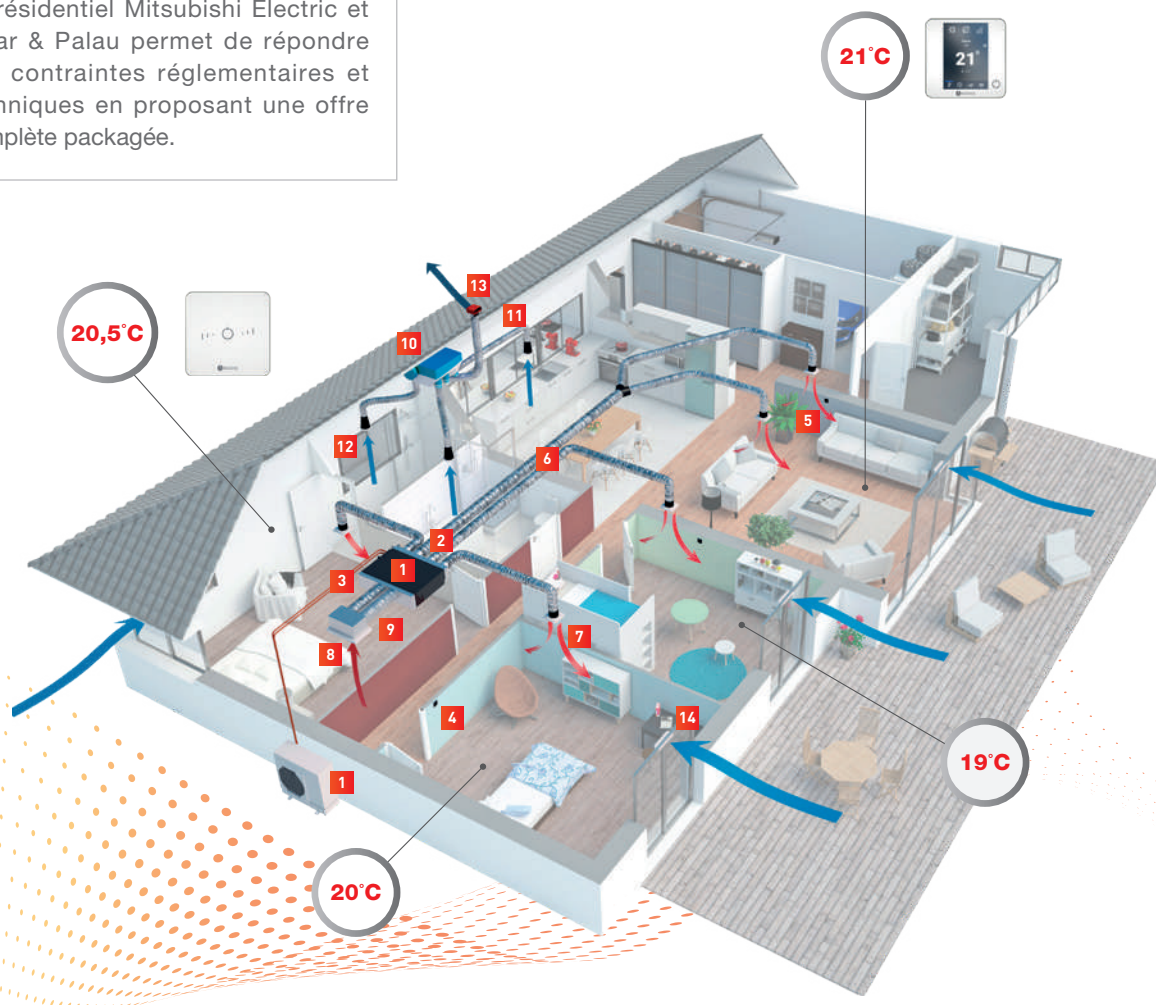 résidentiel Mitsubishi Electric et
ar & Palau permet de répondre
contraintes réglementaires et
hniques en proposant une offre
mplète packagée.
21°C
21°
20,5°C
13
11
10
12
5
6
2
1
3
9
7
8
4
14
1
19°C
20°C